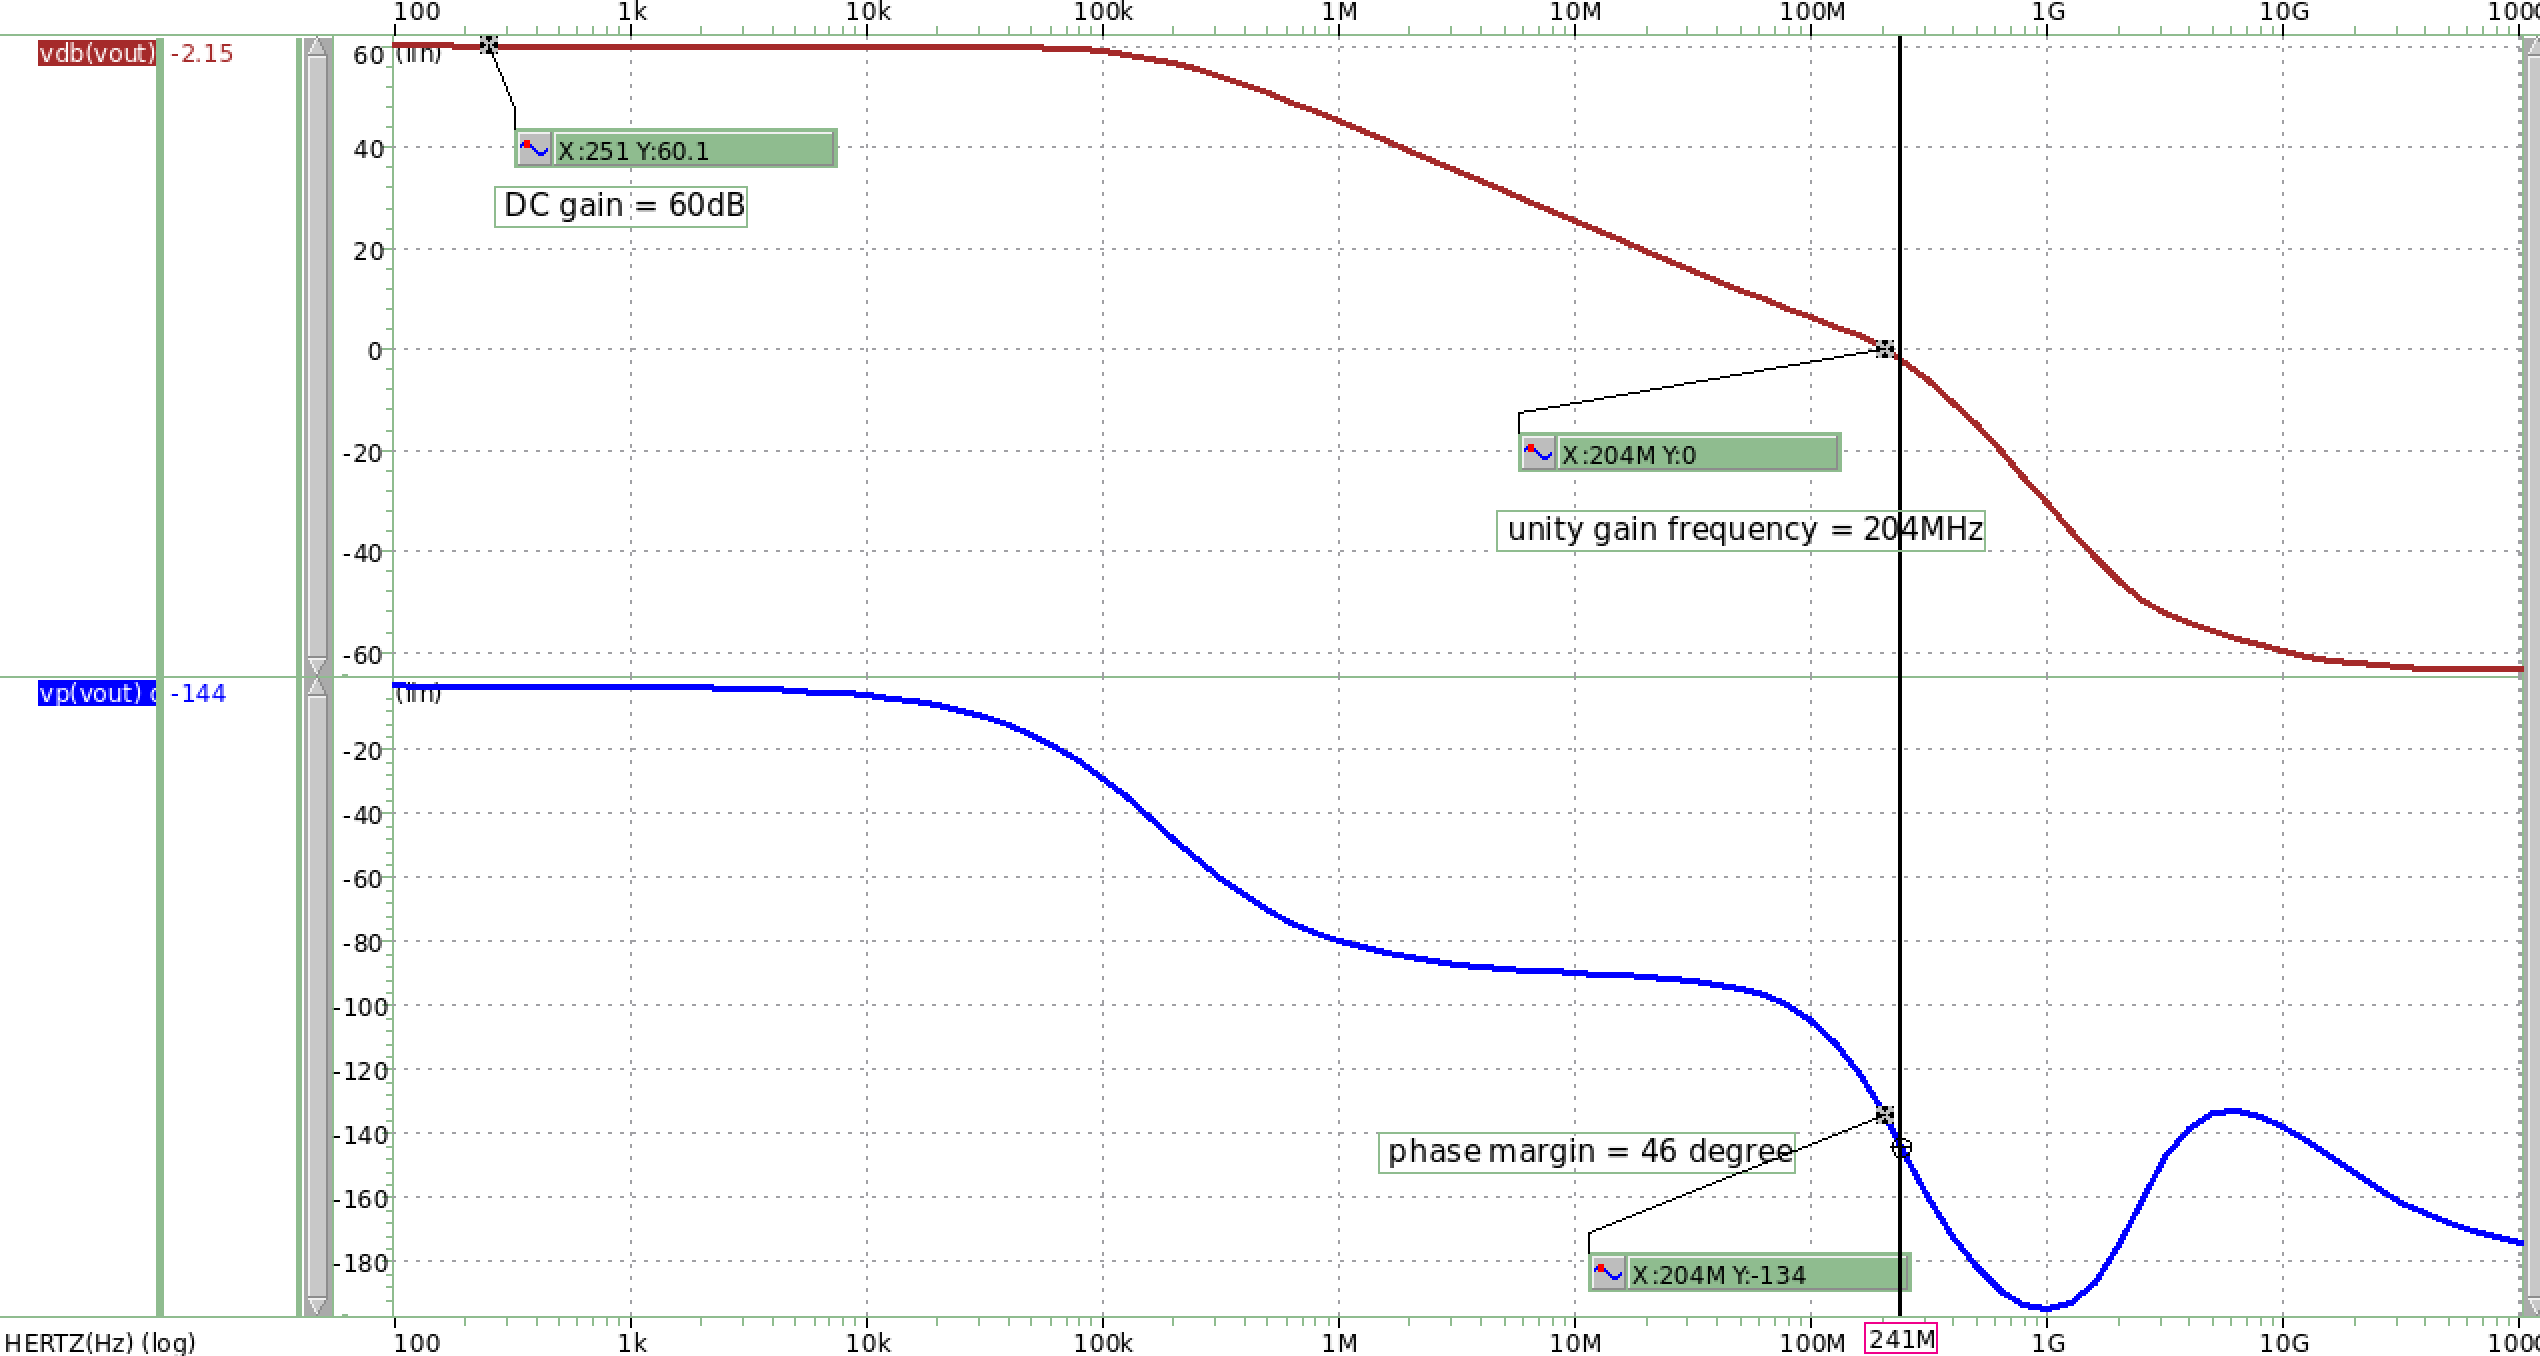 100 1k 10k 100k 1M 10M 100M 1G 10G 100
vdb(vout) -2.15
60 (lin)
40
20
0
-20
-40
-60
X:251 Y:60.1
DC gain = 60dB
X:204M Y:0
unity gain frequency = 204MHz
vp(vout) -144
(lin)
-20
-40
-60
-80
-100
-120
-140
-160
-180
phase margin = 46 degree
X:204M Y:-134
HERTZ(Hz) (log) 100 1k 10k 100k 1M 10M 100M 241M 1G 10G 100